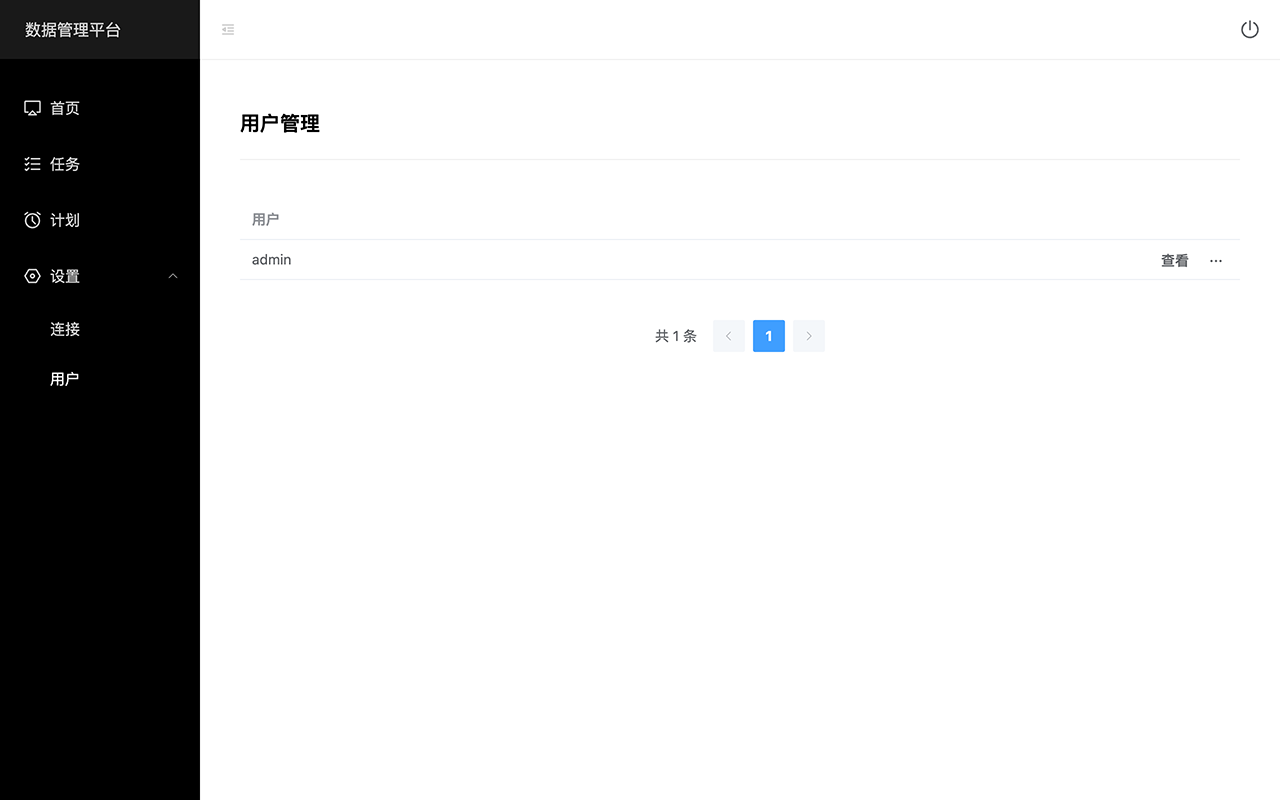 数据管理平台
首页
任务
计划
设置
连接
用户
用户管理
用户
admin 查看 ···
共 1 条 1